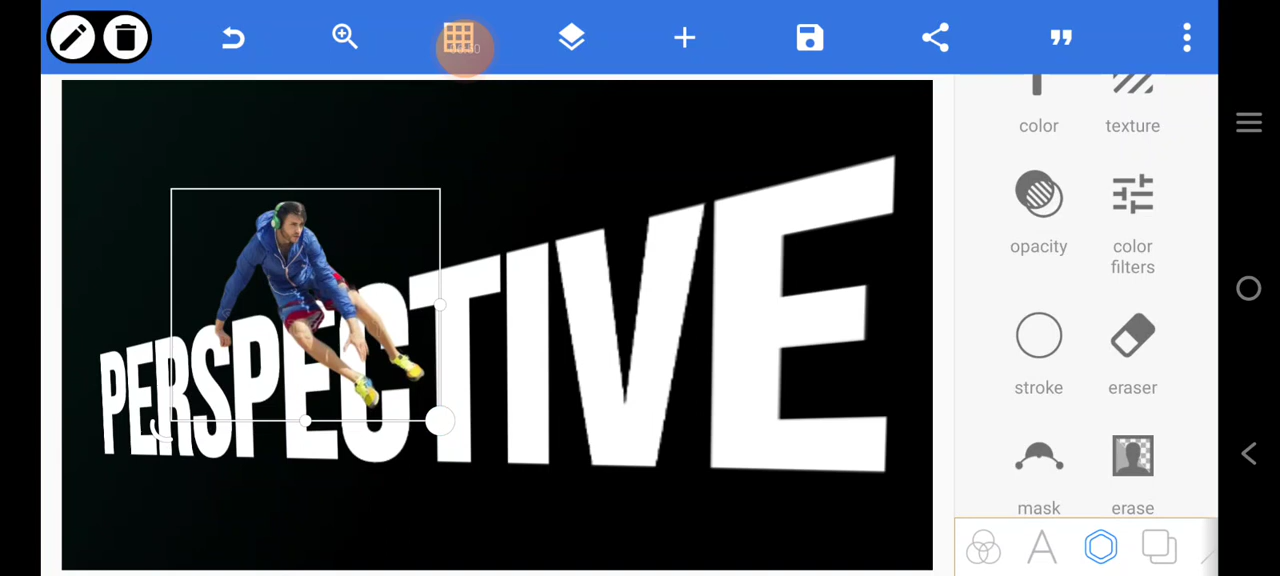 color texture
opacity color filters
stroke eraser
mask erase
PERSPECTIVE